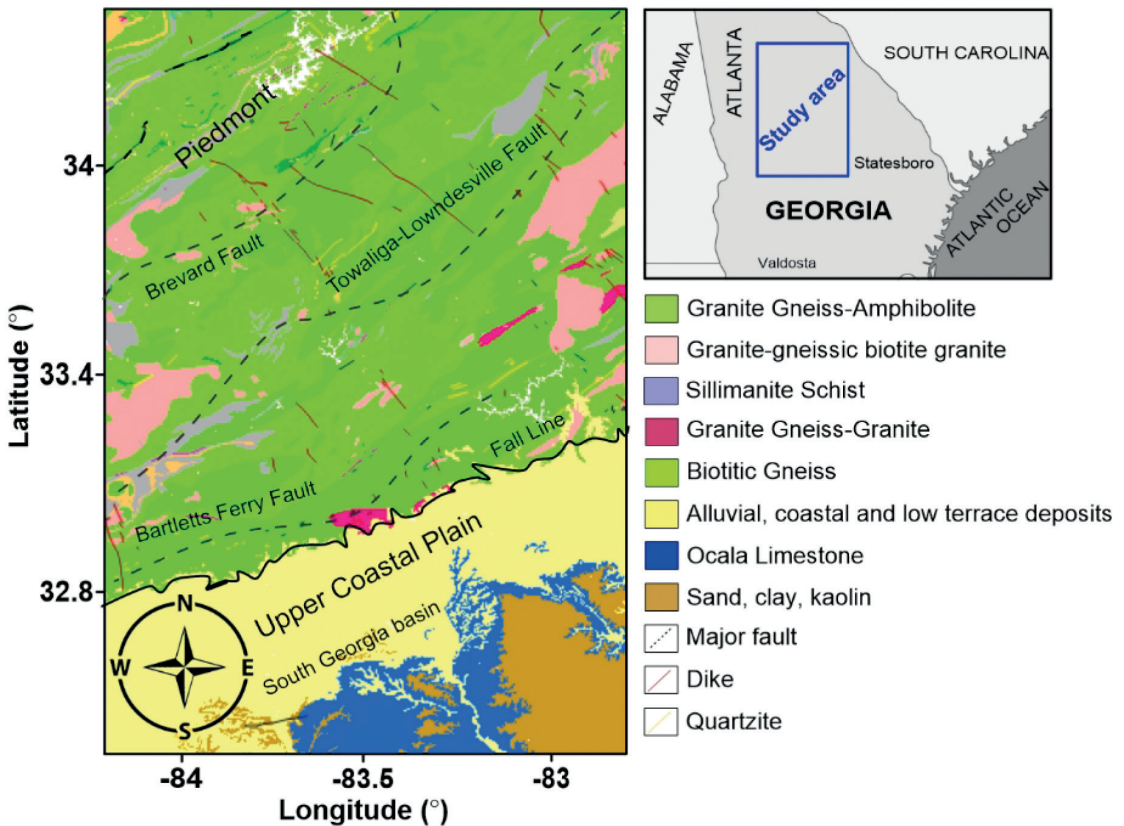 Piedmont
Brevard Fault
Towaliga-Lowndesville Fault
Bartletts Ferry Fault
Fall Line
Upper Coastal Plain
South Georgia basin
N
W
E
S
Latitude (°)
34
33.4
32.8
-84
-83.5
-83
Longitude (°)
ALABAMA
ATLANTA
SOUTH CAROLINA
Study area
Statesboro
GEORGIA
Valdosta
ATLANTIC
OCEAN
Granite Gneiss-Amphibolite
Granite-gneissic biotite granite
Sillimanite Schist
Granite Gneiss-Granite
Biotitic Gneiss
Alluvial, coastal and low terrace deposits
Ocala Limestone
Sand, clay, kaolin
Major fault
Dike
Quartzite